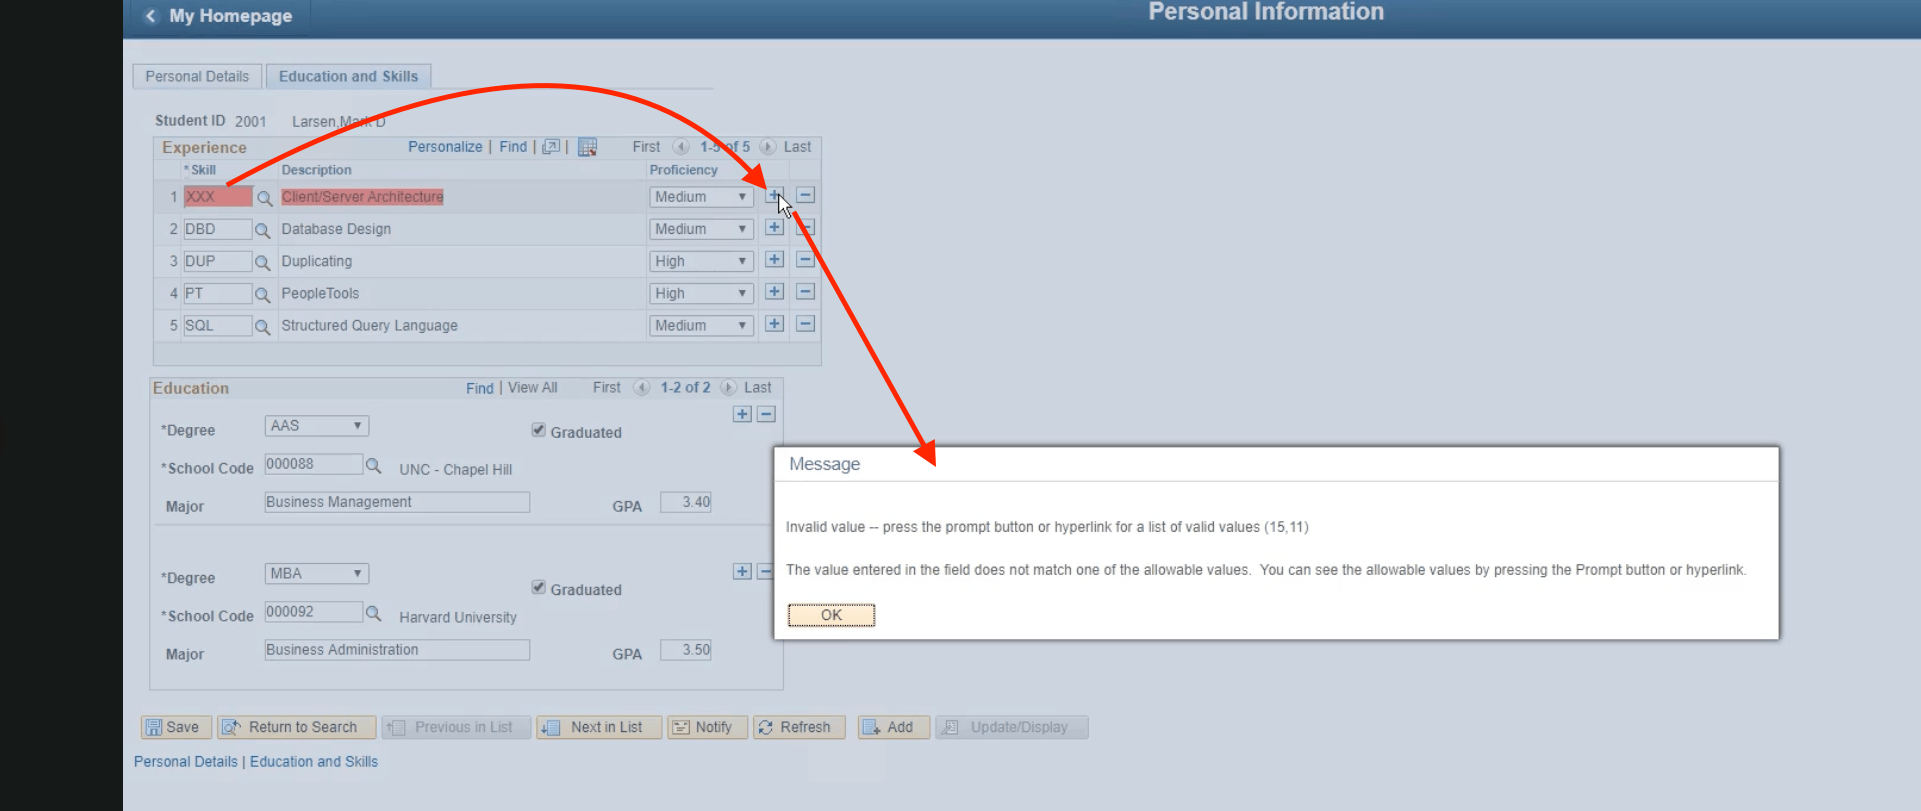 My Homepage
Personal Information
Personal Details Education and Skills
Student ID 2001 Larsen,Mark D
Experience Personalize | Find | | First 1-5 of 5 Last
*Skill Description Proficiency
1 XXX Client/Server Architecture Medium
2 DBD Database Design Medium
3 DUP Duplicating High
4 PT PeopleTools High
5 SQL Structured Query Language Medium
Education Find | View All First 1-2 of 2 Last
*Degree AAS Graduated
*School Code 000088 UNC - Chapel Hill
Major Business Management GPA 3.40
*Degree MBA Graduated
*School Code 000092 Harvard University
Major Business Administration GPA 3.50
Message
Invalid value -- press the prompt button or hyperlink for a list of valid values (15,11)
The value entered in the field does not match one of the allowable values. You can see the allowable values by pressing the Prompt button or hyperlink.
OK
Save Return to Search Previous in List Next in List Notify Refresh Add Update/Display
Personal Details | Education and Skills